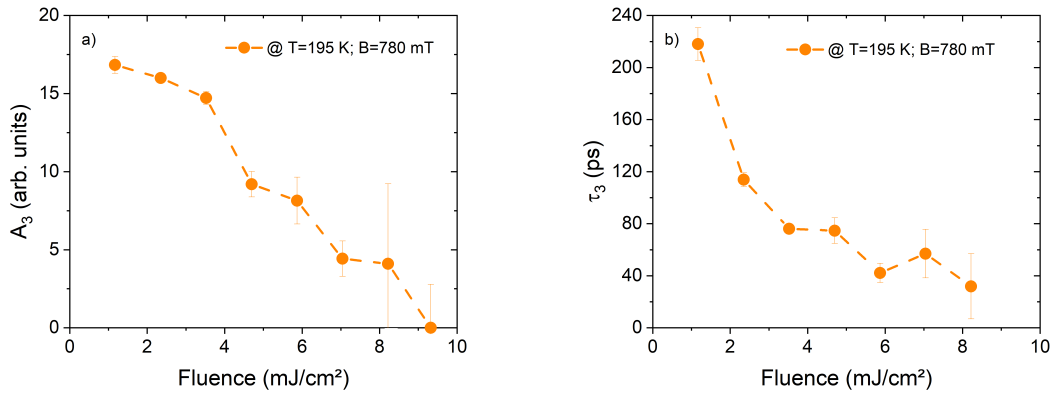 a)
@ T=195 K; B=780 mT
A₃ (arb. units)
20
15
10
5
0
0 2 4 6 8 10
Fluence (mJ/cm²)
b)
@ T=195 K; B=780 mT
τ₃ (ps)
240
200
160
120
80
40
0
0 2 4 6 8 10
Fluence (mJ/cm²)